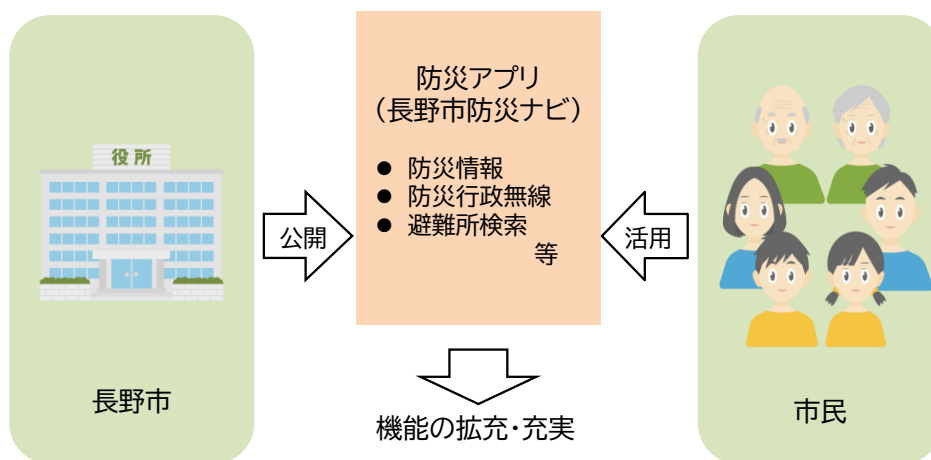 役所
長野市
公開
防災アプリ
（長野市防災ナビ）
● 防災情報
● 防災行政無線
● 避難所検索
等
活用
市民
機能の拡充・充実